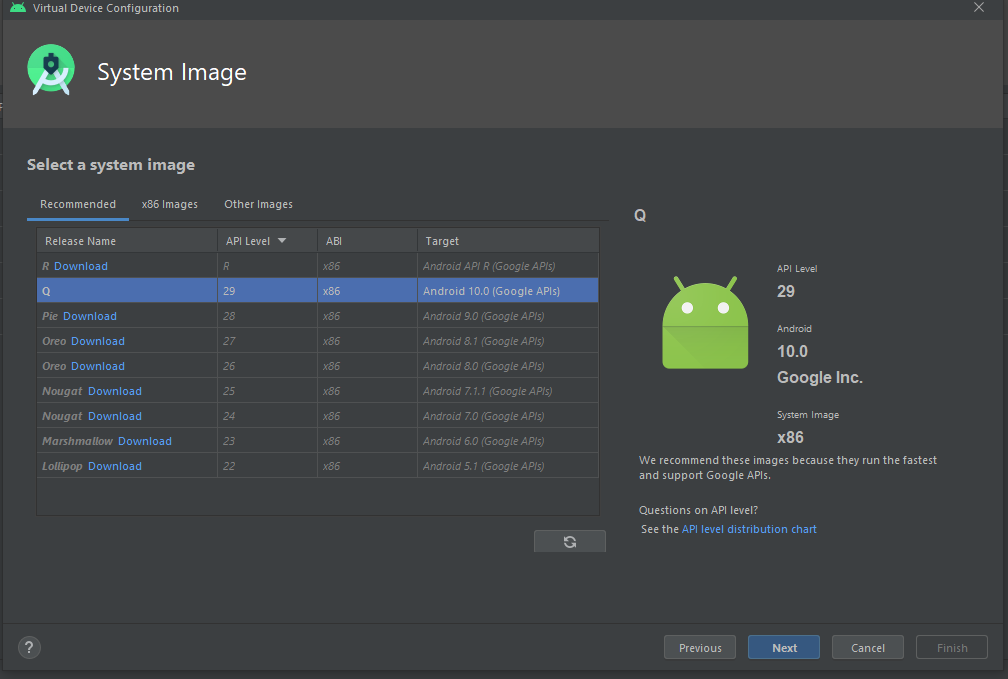 Virtual Device Configuration
System Image
Select a system image
Recommended x86 Images Other Images
Release Name API Level ABI Target
R Download R x86 Android API R (Google APIs)
Q 29 x86 Android 10.0 (Google APIs)
Pie Download 28 x86 Android 9.0 (Google APIs)
Oreo Download 27 x86 Android 8.1 (Google APIs)
Oreo Download 26 x86 Android 8.0 (Google APIs)
Nougat Download 25 x86 Android 7.1.1 (Google APIs)
Nougat Download 24 x86 Android 7.0 (Google APIs)
Marshmallow Download 23 x86 Android 6.0 (Google APIs)
Lollipop Download 22 x86 Android 5.1 (Google APIs)
Q
API Level
29
Android
10.0
Google Inc.
System Image
x86
We recommend these images because they run the fastest
and support Google APIs.
Questions on API level?
See the API level distribution chart
? Previous Next Cancel Finish